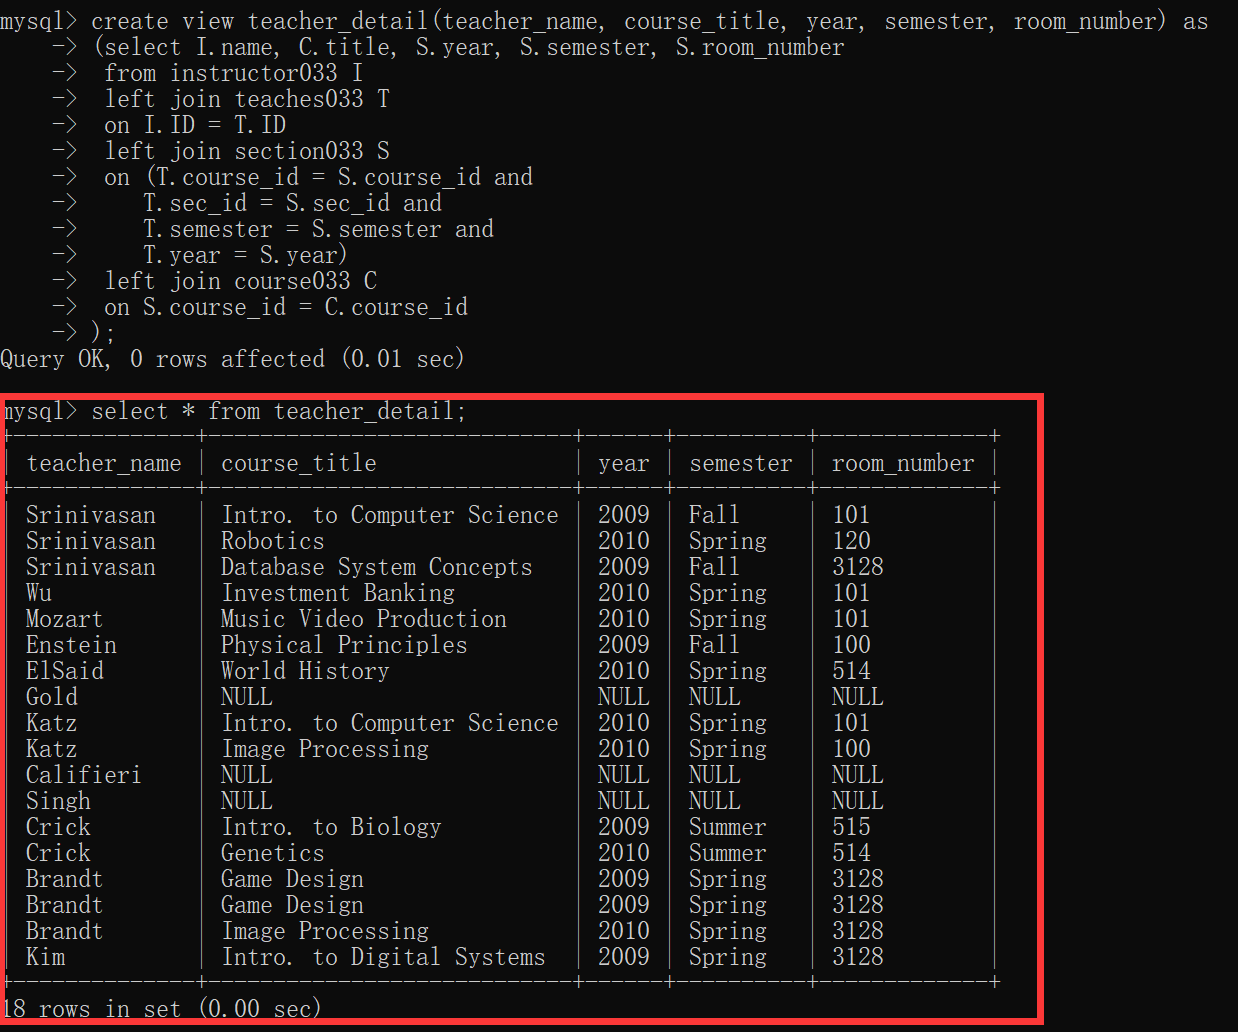 mysql> create view teacher_detail(teacher_name, course_title, year, semester, room_number) as
    -> (select I.name, C.title, S.year, S.semester, S.room_number
    ->  from instructor033 I
    ->  left join teaches033 T
    ->  on I.ID = T.ID
    ->  left join section033 S
    ->  on (T.course_id = S.course_id and
    ->     T.sec_id = S.sec_id and
    ->     T.semester = S.semester and
    ->     T.year = S.year)
    ->  left join course033 C
    ->  on S.course_id = C.course_id
    -> );
Query OK, 0 rows affected (0.01 sec)
mysql> select * from teacher_detail;
+--------------+----------------------------+------+----------+-------------+
| teacher_name | course_title               | year | semester | room_number |
+--------------+----------------------------+------+----------+-------------+
| Srinivasan   | Intro. to Computer Science | 2009 | Fall     | 101         |
| Srinivasan   | Robotics                   | 2010 | Spring   | 120         |
| Srinivasan   | Database System Concepts   | 2009 | Fall     | 3128        |
| Wu           | Investment Banking         | 2010 | Spring   | 101         |
| Mozart       | Music Video Production     | 2010 | Spring   | 101         |
| Enstein      | Physical Principles        | 2009 | Fall     | 100         |
| ElSaid       | World History              | 2010 | Spring   | 514         |
| Gold         | NULL                       | NULL | NULL     | NULL        |
| Katz         | Intro. to Computer Science | 2010 | Spring   | 101         |
| Katz         | Image Processing           | 2010 | Spring   | 100         |
| Califieri    | NULL                       | NULL | NULL     | NULL        |
| Singh        | NULL                       | NULL | NULL     | NULL        |
| Crick        | Intro. to Biology          | 2009 | Summer   | 515         |
| Crick        | Genetics                   | 2010 | Summer   | 514         |
| Brandt       | Game Design                | 2009 | Spring   | 3128        |
| Brandt       | Game Design                | 2009 | Spring   | 3128        |
| Brandt       | Image Processing           | 2010 | Spring   | 3128        |
| Kim          | Intro. to Digital Systems  | 2009 | Spring   | 3128        |
+--------------+----------------------------+------+----------+-------------+
18 rows in set (0.00 sec)